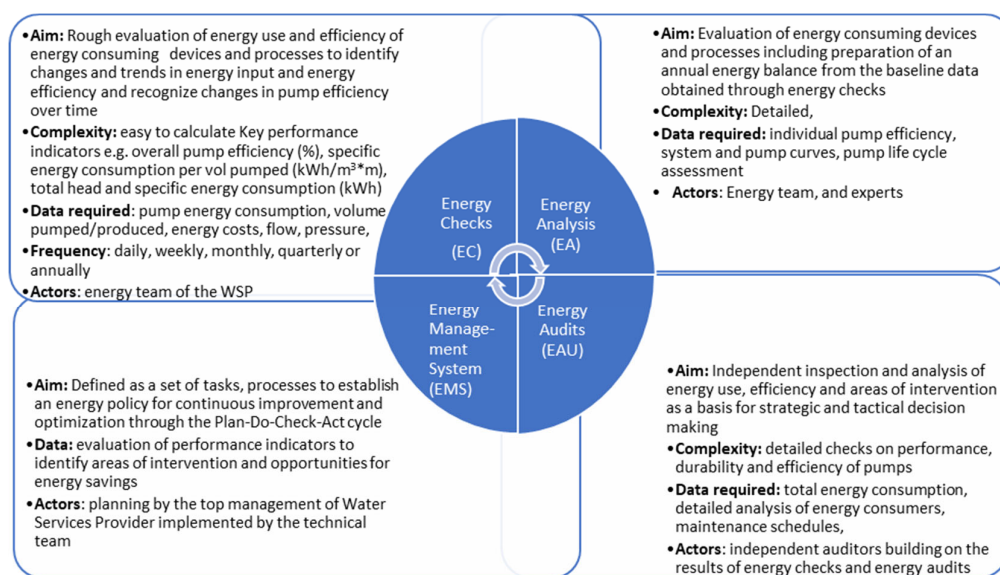 •Aim: Rough evaluation of energy use and efficiency of
energy consuming devices and processes to identify
changes and trends in energy input and energy
efficiency and recognize changes in pump efficiency
over time
•Complexity: easy to calculate Key performance
indicators e.g. overall pump efficiency (%), specific
energy consumption per vol pumped (kWh/m³*m),
total head and specific energy consumption (kWh)
•Data required: pump energy consumption, volume
pumped/produced, energy costs, flow, pressure,
•Frequency: daily, weekly, monthly, quarterly or
annually
•Actors: energy team of the WSP
•Aim: Evaluation of energy consuming devices
and processes including preparation of an
annual energy balance from the baseline data
obtained through energy checks
•Complexity: Detailed,
•Data required: individual pump efficiency,
system and pump curves, pump life cycle
assessment
• Actors: Energy team, and experts
Energy
Checks
(EC)
Energy
Analysis
(EA)
Energy
Manage-
ment
System
(EMS)
Energy
Audits
(EAU)
•Aim: Defined as a set of tasks, processes to establish
an energy policy for continuous improvement and
optimization through the Plan-Do-Check-Act cycle
•Data: evaluation of performance indicators to
identify areas of intervention and opportunities for
energy savings
•Actors: planning by the top management of Water
Services Provider implemented by the technical
team
•Aim: Independent inspection and analysis of
energy use, efficiency and areas of intervention
as a basis for strategic and tactical decision
making
•Complexity: detailed checks on performance,
durability and efficiency of pumps
•Data required: total energy consumption,
detailed analysis of energy consumers,
maintenance schedules,
•Actors: independent auditors building on the
results of energy checks and energy audits